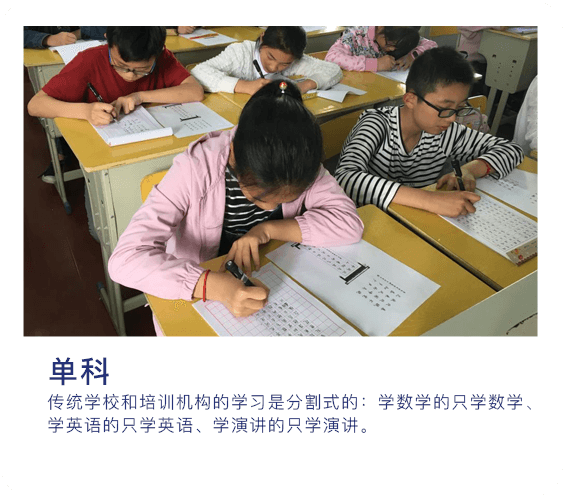 单科
传统学校和培训机构的学习是分割式的：学数学的只学数学、
学英语的只学英语、学演讲的只学演讲。